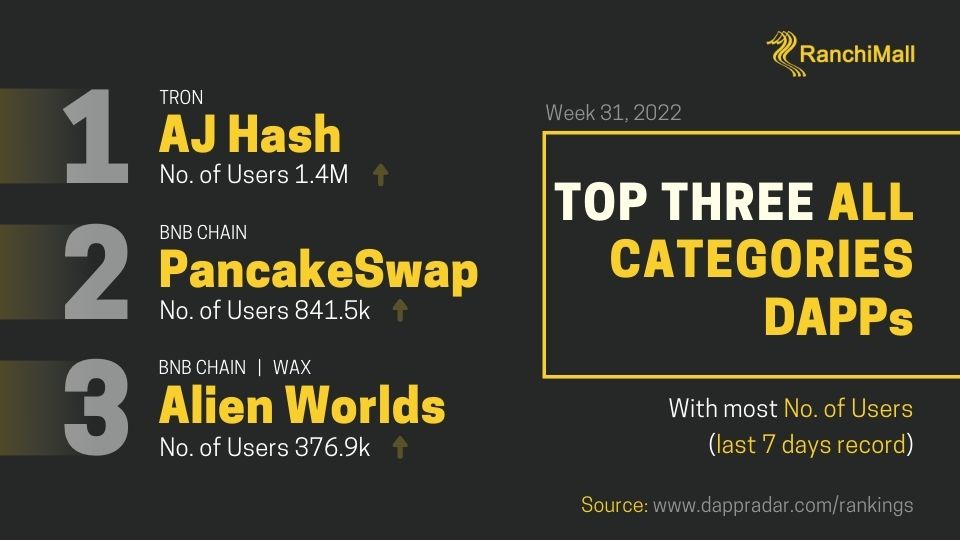 RanchiMall
1
TRON
AJ Hash
No. of Users 1.4M
2
BNB CHAIN
PancakeSwap
No. of Users 841.5k
3
BNB CHAIN | WAX
Alien Worlds
No. of Users 376.9k
Week 31, 2022
TOP THREE ALL
CATEGORIES
DAPPs
With most No. of Users
(last 7 days record)
Source: www.dappradar.com/rankings